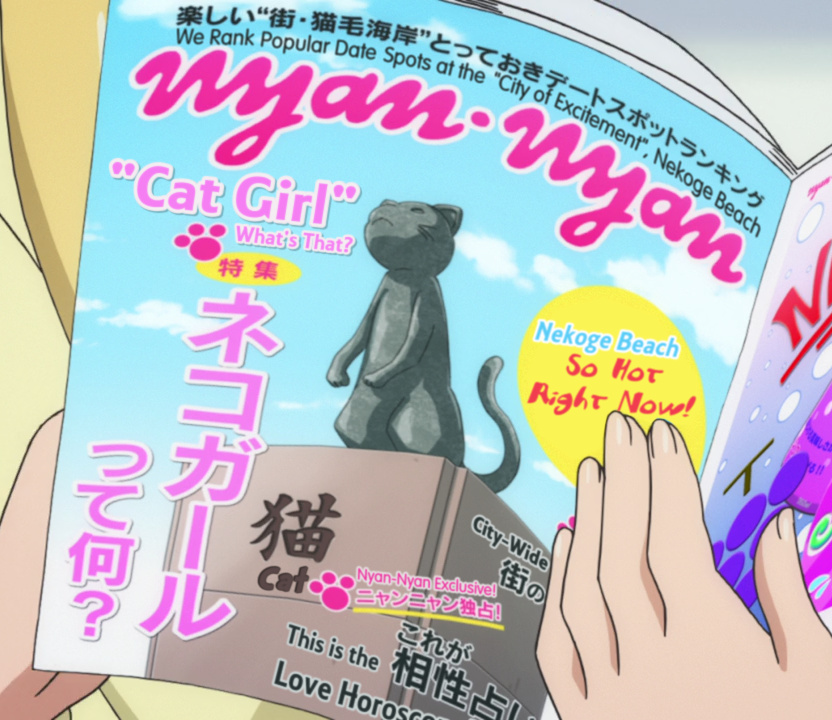 楽しい“街・猫毛海岸”とっておきデートスポットランキング
We Rank Popular Date Spots at the "City of Excitement", Nekoge Beach
nyan・nyan
"Cat Girl"
What's That?
特集
ネコガール
って何?
Nekoge Beach
So Hot
Right Now!
猫
Cat
Nyan-Nyan Exclusive!
ニャンニャン独占!
City-Wide
街の
これが
This is the
相性占い
Love